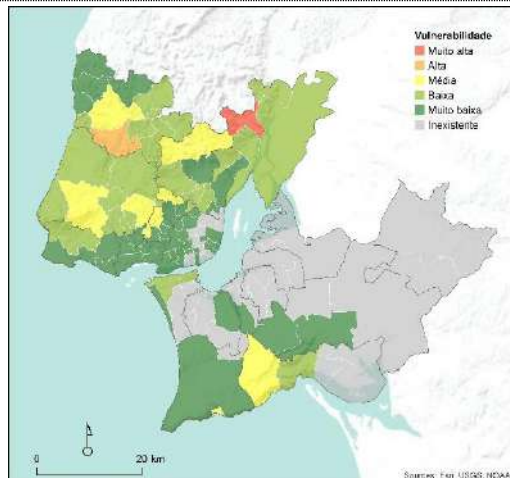 Vulnerabilidade
Muito alta
Alta
Média
Baixa
Muito baixa
Inexistente
0 20 km
Sources: Esri, USGS, NOAA